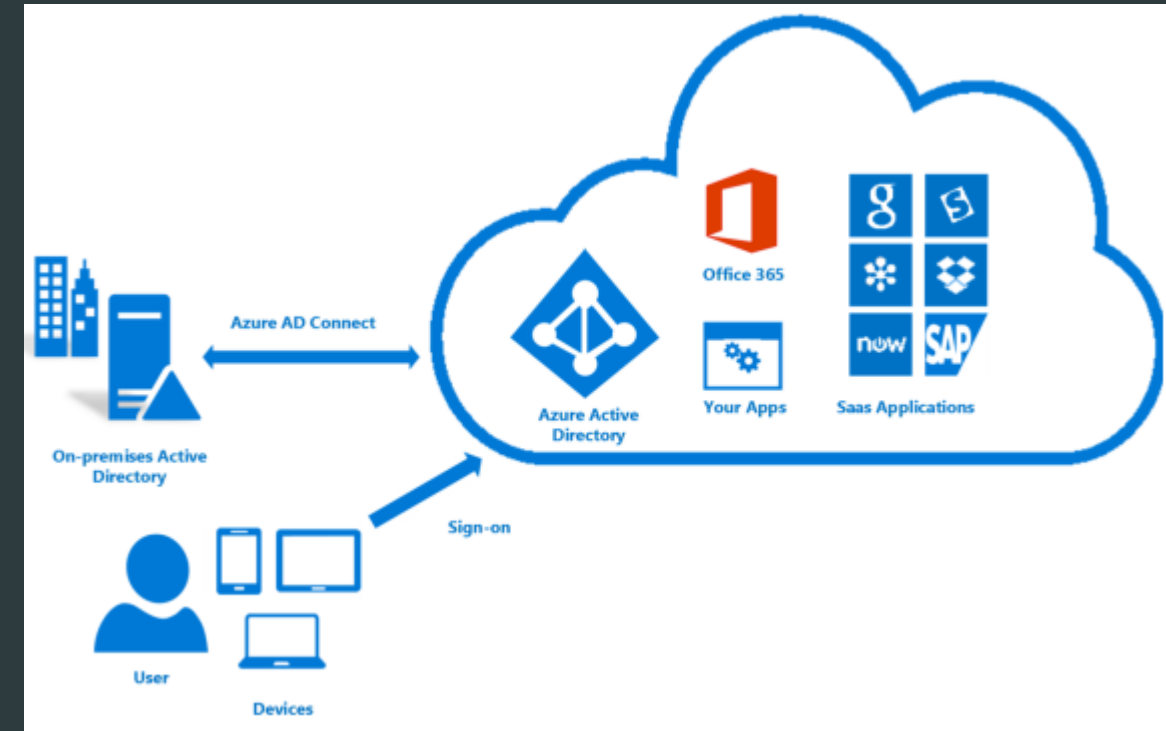 Office 365
Azure AD Connect
g
S
now
SAP
Azure Active
Directory
Your Apps
Saas Applications
On-premises Active
Directory
Sign-on
User
Devices